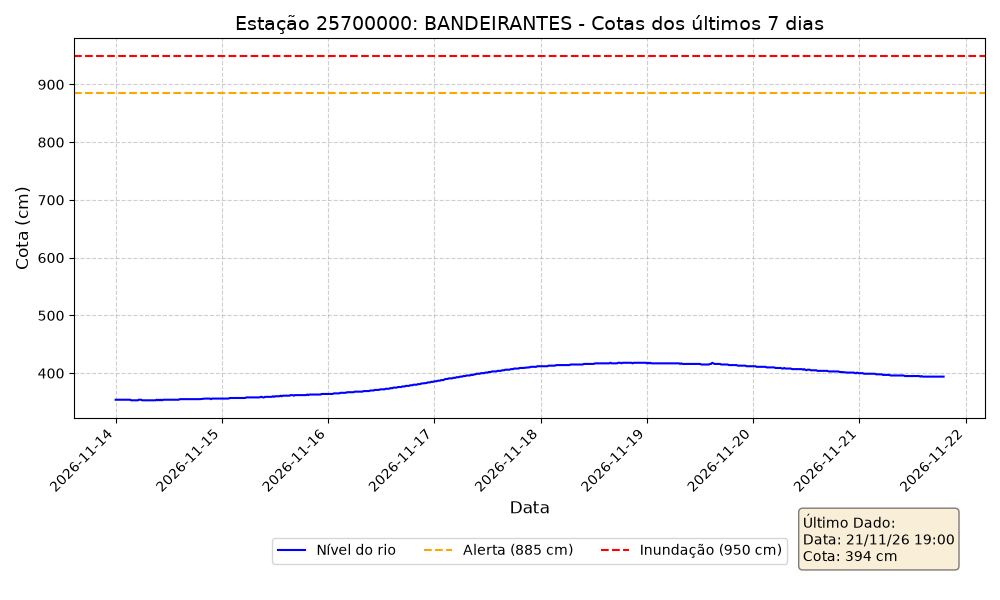 Estação 25700000: BANDEIRANTES - Cotas dos últimos 7 dias
Cota (cm)
900
800
700
600
500
400
2026-11-14
2026-11-15
2026-11-16
2026-11-17
2026-11-18
2026-11-19
2026-11-20
2026-11-21
2026-11-22
Data
Nível do rio
Alerta (885 cm)
Inundação (950 cm)
Último Dado:
Data: 21/11/26 19:00
Cota: 394 cm